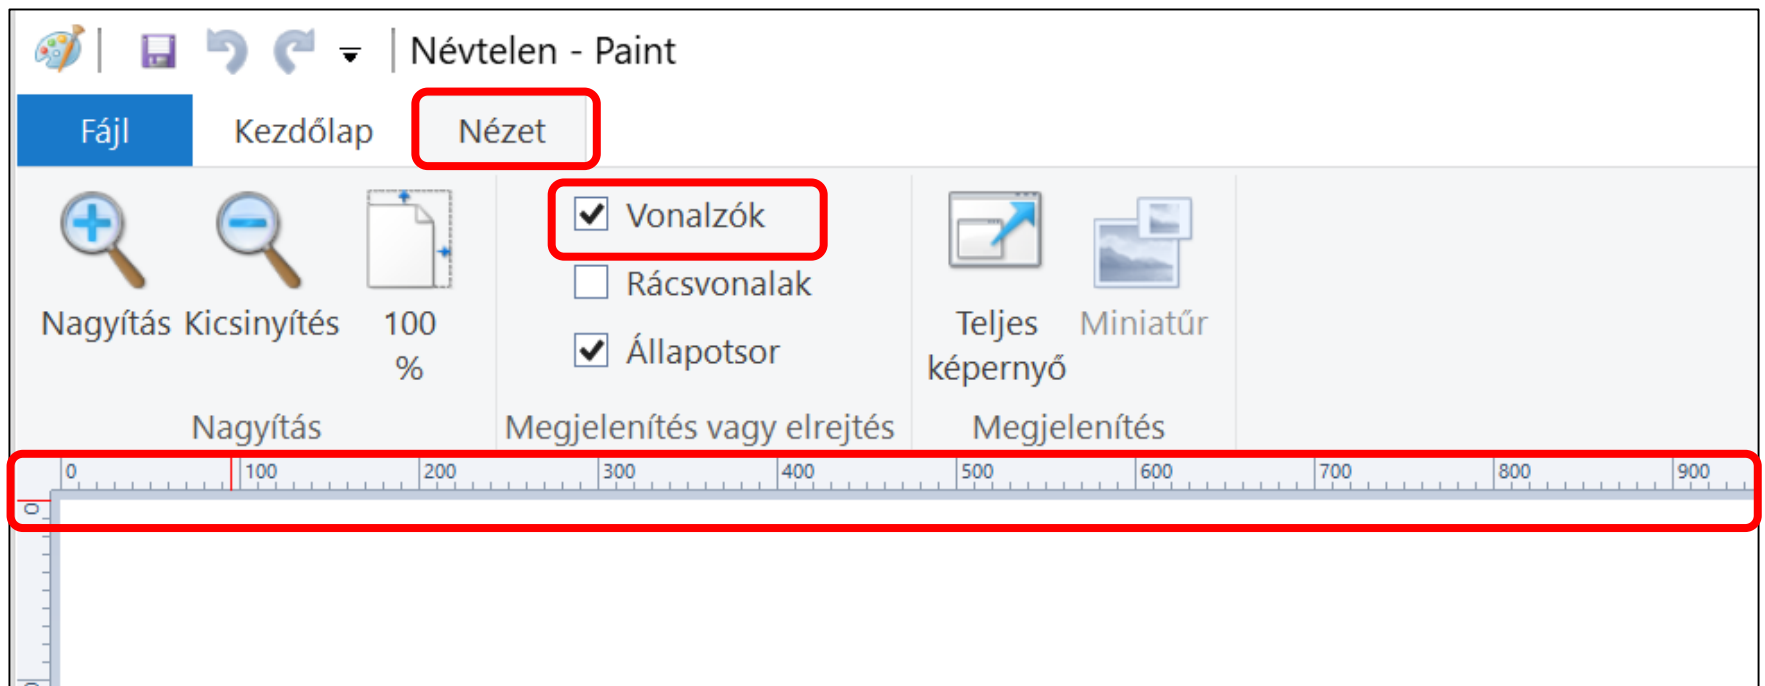 Névtelen - Paint
Fájl Kezdőlap Nézet
Vonalzók
Rácsvonalak
Állapotsor
Nagyítás Kicsinyítés 100 %
Teljes képernyő Miniatűr
Nagyítás Megjelenítés vagy elrejtés Megjelenítés
0 100 200 300 400 500 600 700 800 900
0